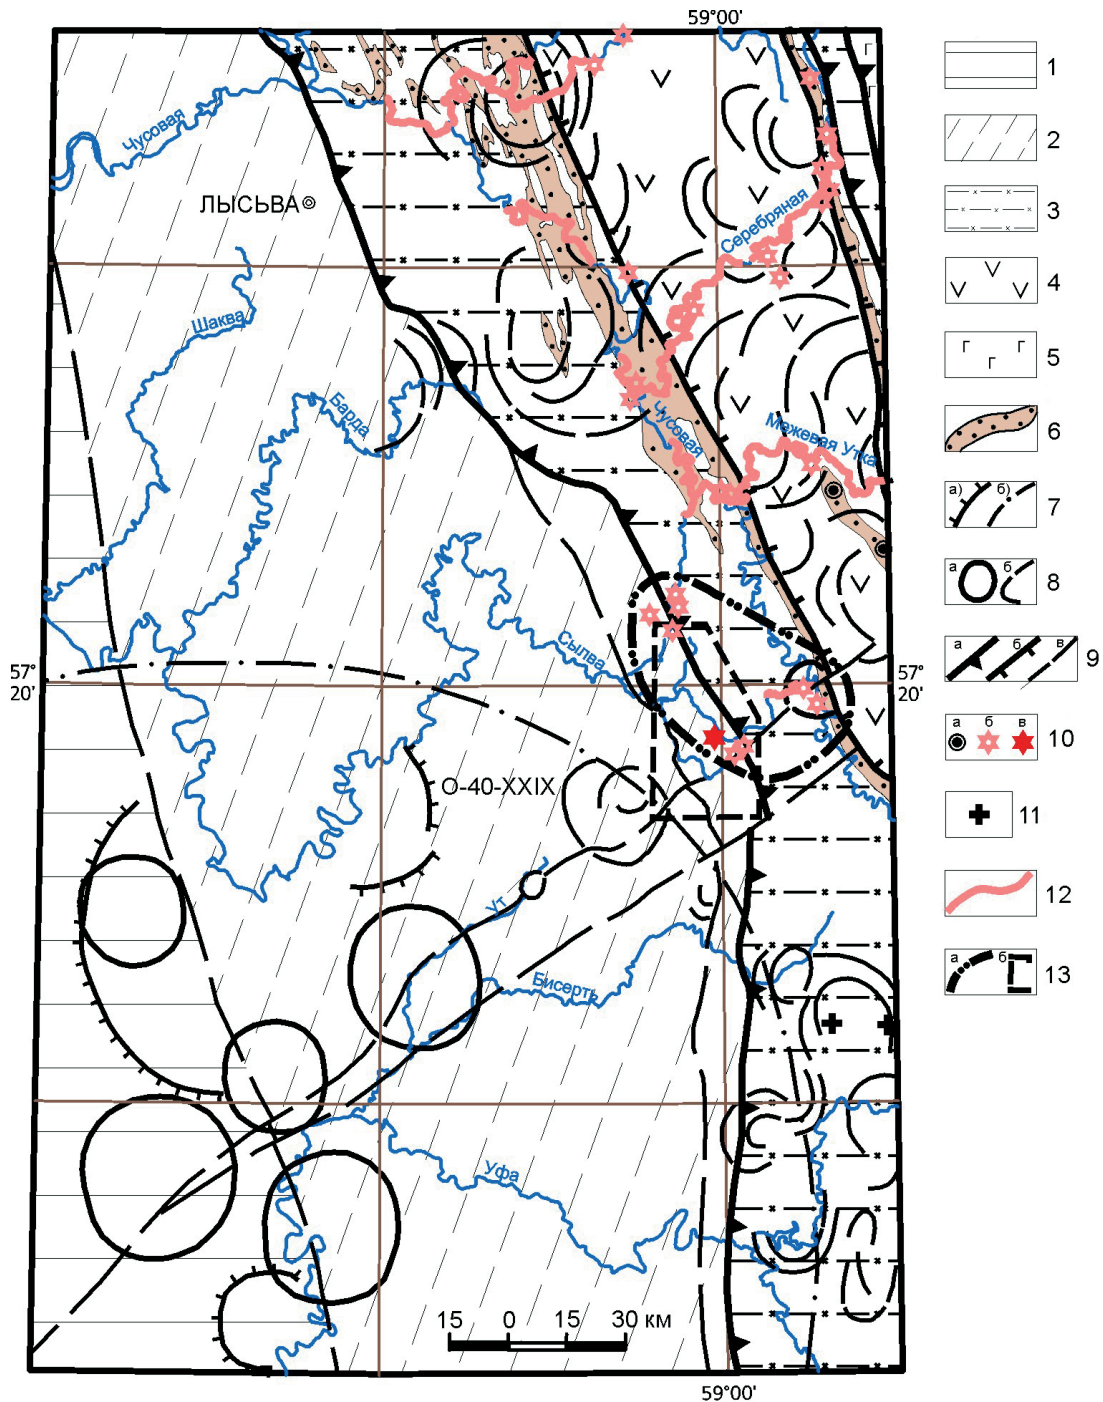 59°00'
Чусовая
ЛЫСЬВА
Серебряная
Шаква
Барда
Чусовая
Межевая Утка
57°
20'
Сылва
57°
20'
О-40-XXIX
Ут
Бисерть
Уфа
15 0 15 30 км
59°00'
Г
Г
1
2
3
4
Г Г
Г
5
6
а) б)
7
а б
8
а б в
9
а б в
10
11
12
а б
13